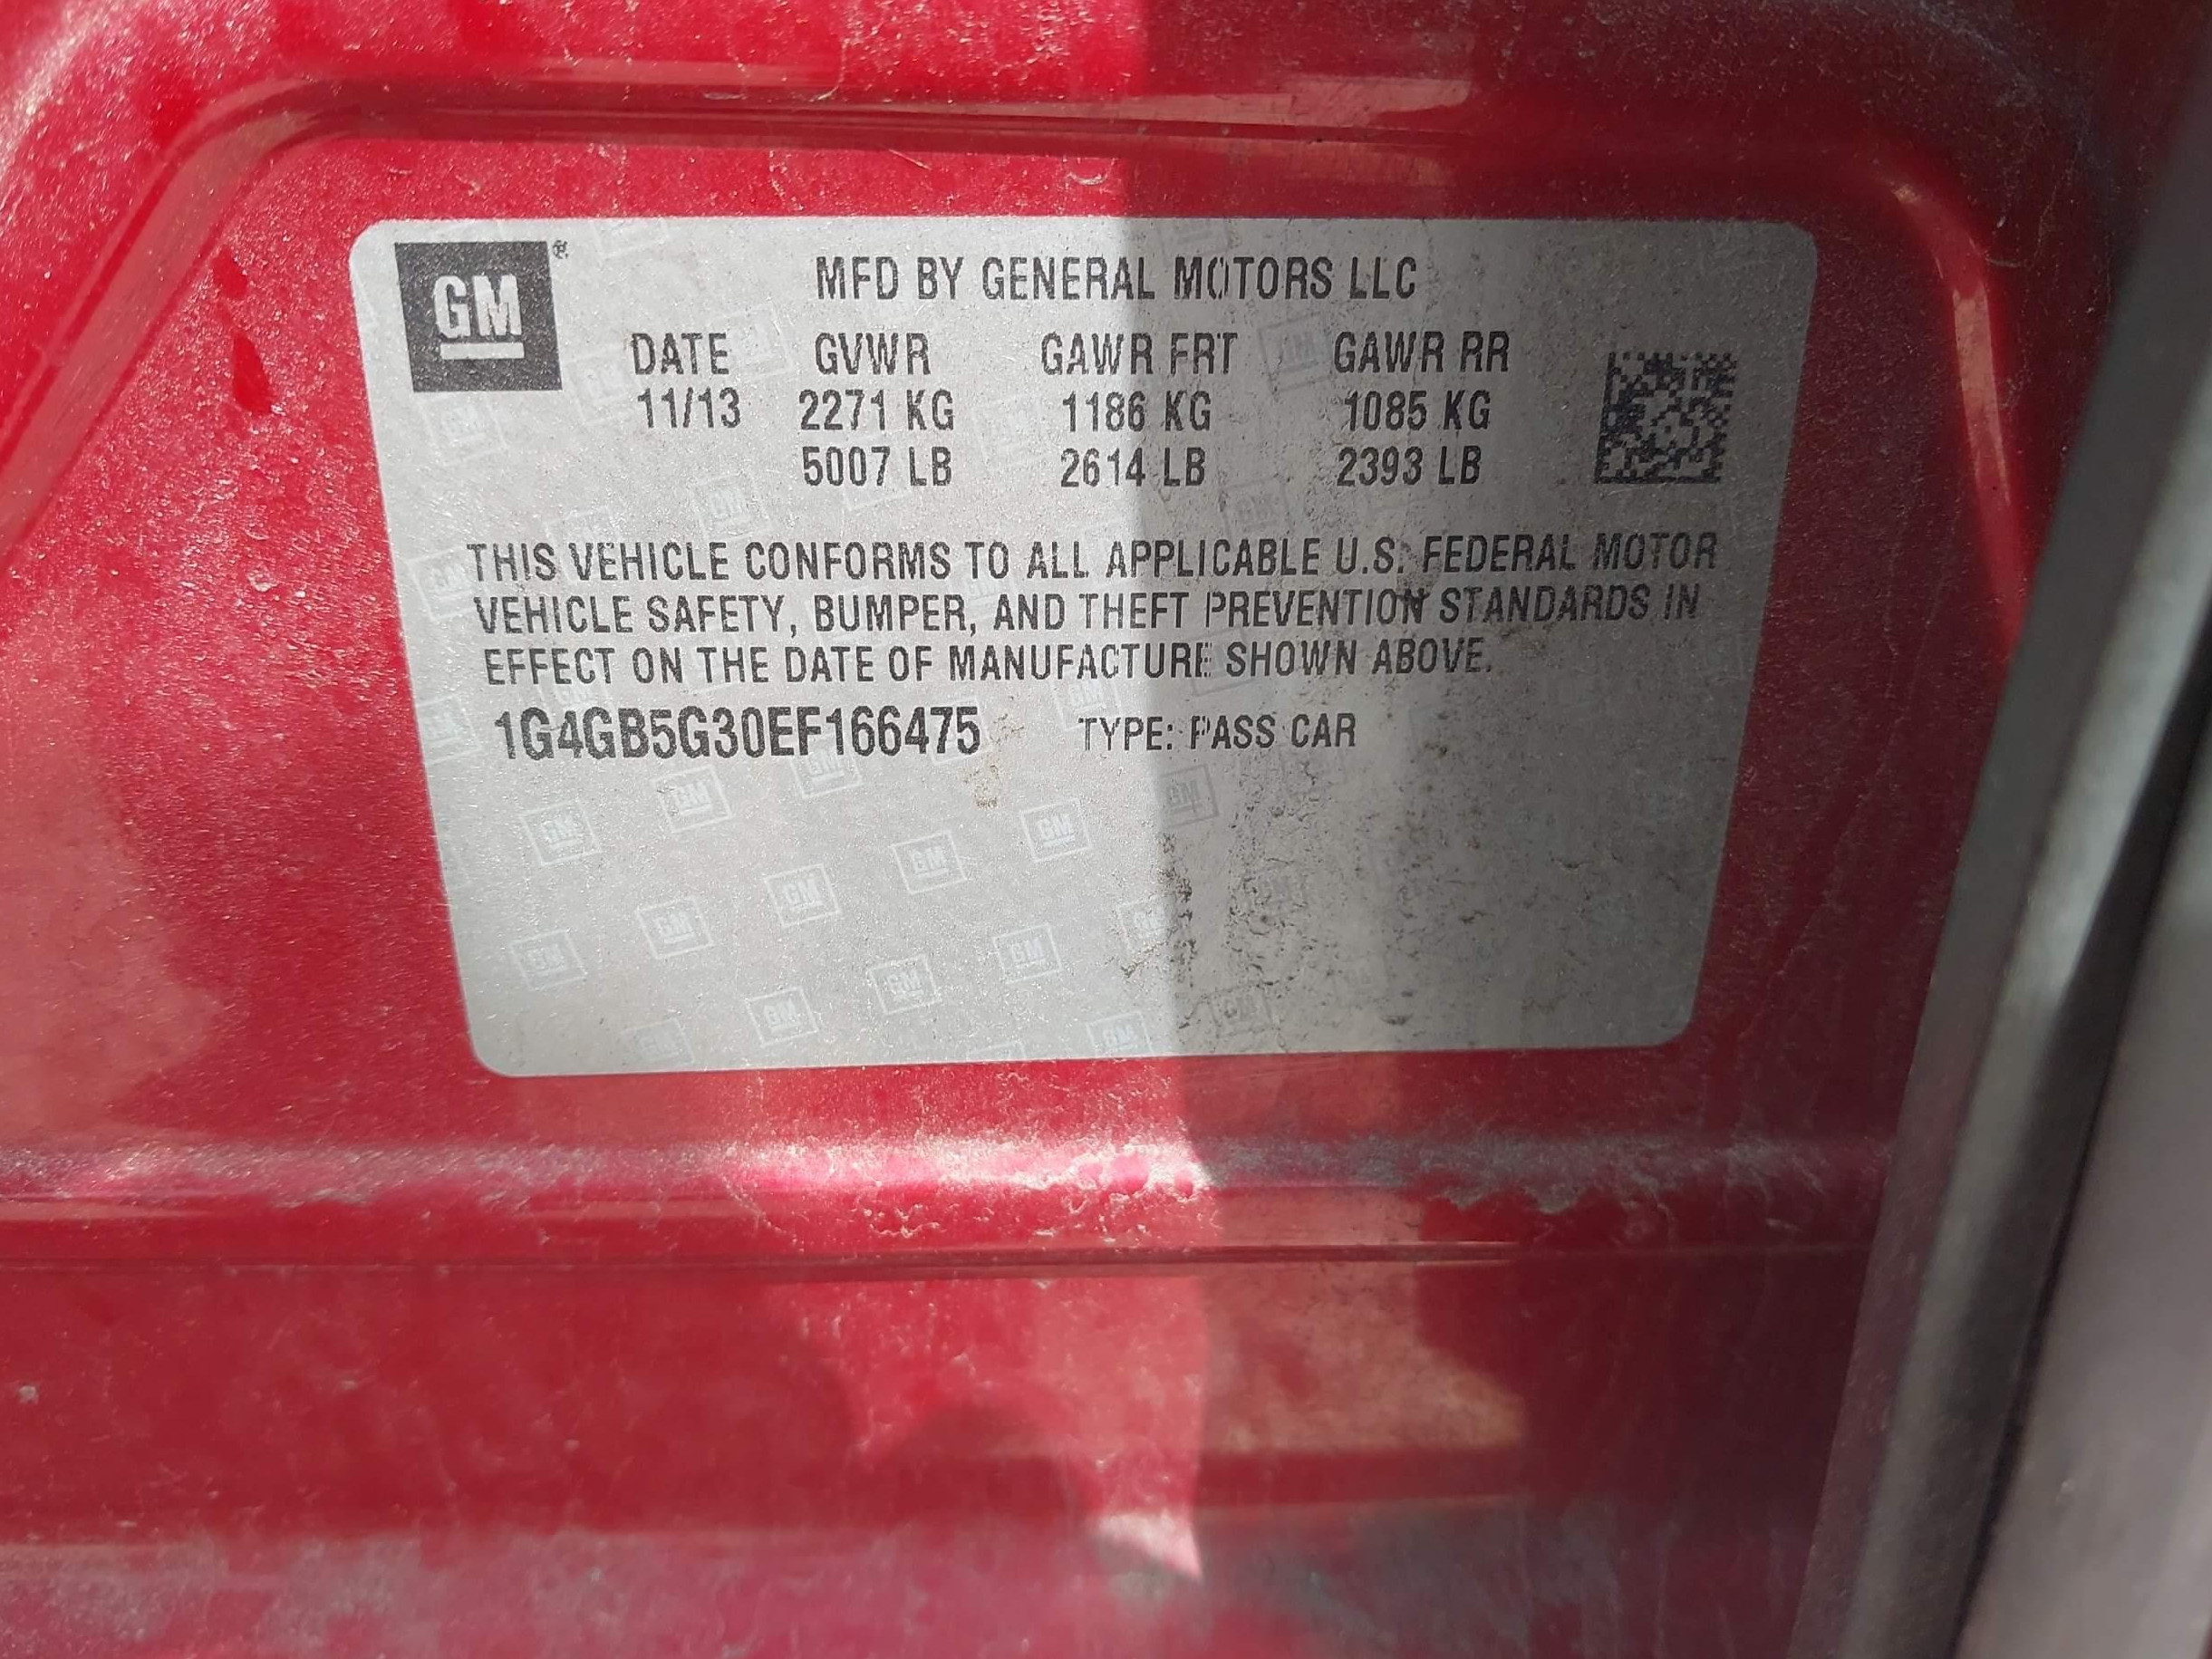 GM®
MFD BY GENERAL MOTORS LLC
DATE GVWR GAWR FRT GAWR RR
11/13 2271 KG 1186 KG 1085 KG
5007 LB 2614 LB 2393 LB
THIS VEHICLE CONFORMS TO ALL APPLICABLE U.S. FEDERAL MOTOR
VEHICLE SAFETY, BUMPER, AND THEFT PREVENTION STANDARDS IN
EFFECT ON THE DATE OF MANUFACTURE SHOWN ABOVE.
1G4GB5G30EF166475 TYPE: PASS CAR